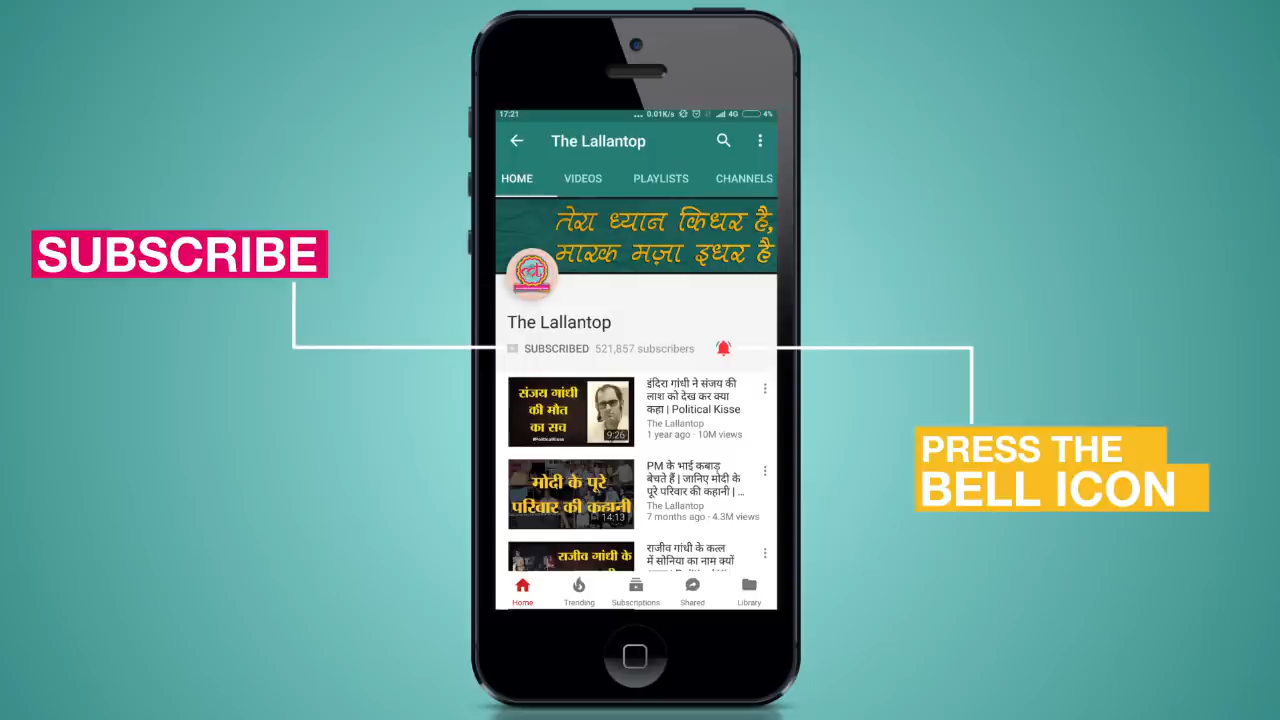 17:21 ... 0.01K/s 4G 4%
The Lallantop
HOME VIDEOS PLAYLISTS CHANNELS
तेरा ध्यान किधर है,
मारक मज़ा इधर है
SUBSCRIBE
The Lallantop
SUBSCRIBED 521,857 subscribers
संजय गांधी
की मौत
का सच
#PoliticalKisse
9:26
इंदिरा गांधी ने संजय की
लाश को देख कर क्या
कहा | Political Kisse
The Lallantop
1 year ago · 10M views
PRESS THE
BELL ICON
मोदी के पूरे
परिवार की कहानी
14:13
PM के भाई कबाड़
बेचते हैं | जानिए मोदी के
पूरे परिवार की कहानी | ...
The Lallantop
7 months ago · 4.3M views
राजीव गांधी के
राजीव गांधी के कत्ल
में सोनिया का नाम क्यों
Home Trending Subscriptions Shared Library